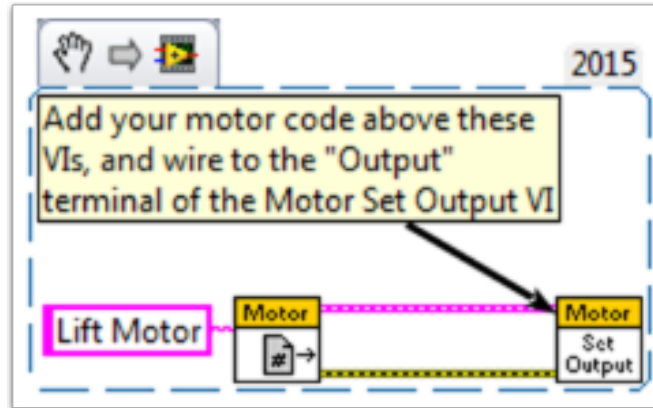 2015
Add your motor code above these
VIs, and wire to the "Output"
terminal of the Motor Set Output VI
Lift Motor
Motor
#
Motor
Set
Output